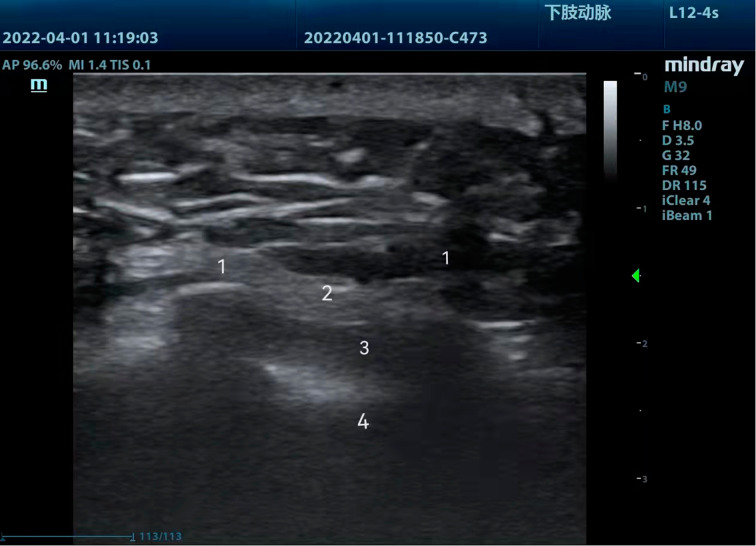 下肢动脉 L12-4s
2022-04-01 11:19:03 20220401-111850-C473
AP 96.6% MI 1.4 TIS 0.1
mindray
m
M9
B
F H8.0
D 3.5
G 32
FR 49
DR 115
iClear 4
iBeam 1
0
1
2
3
1
1
2
3
4
113/113